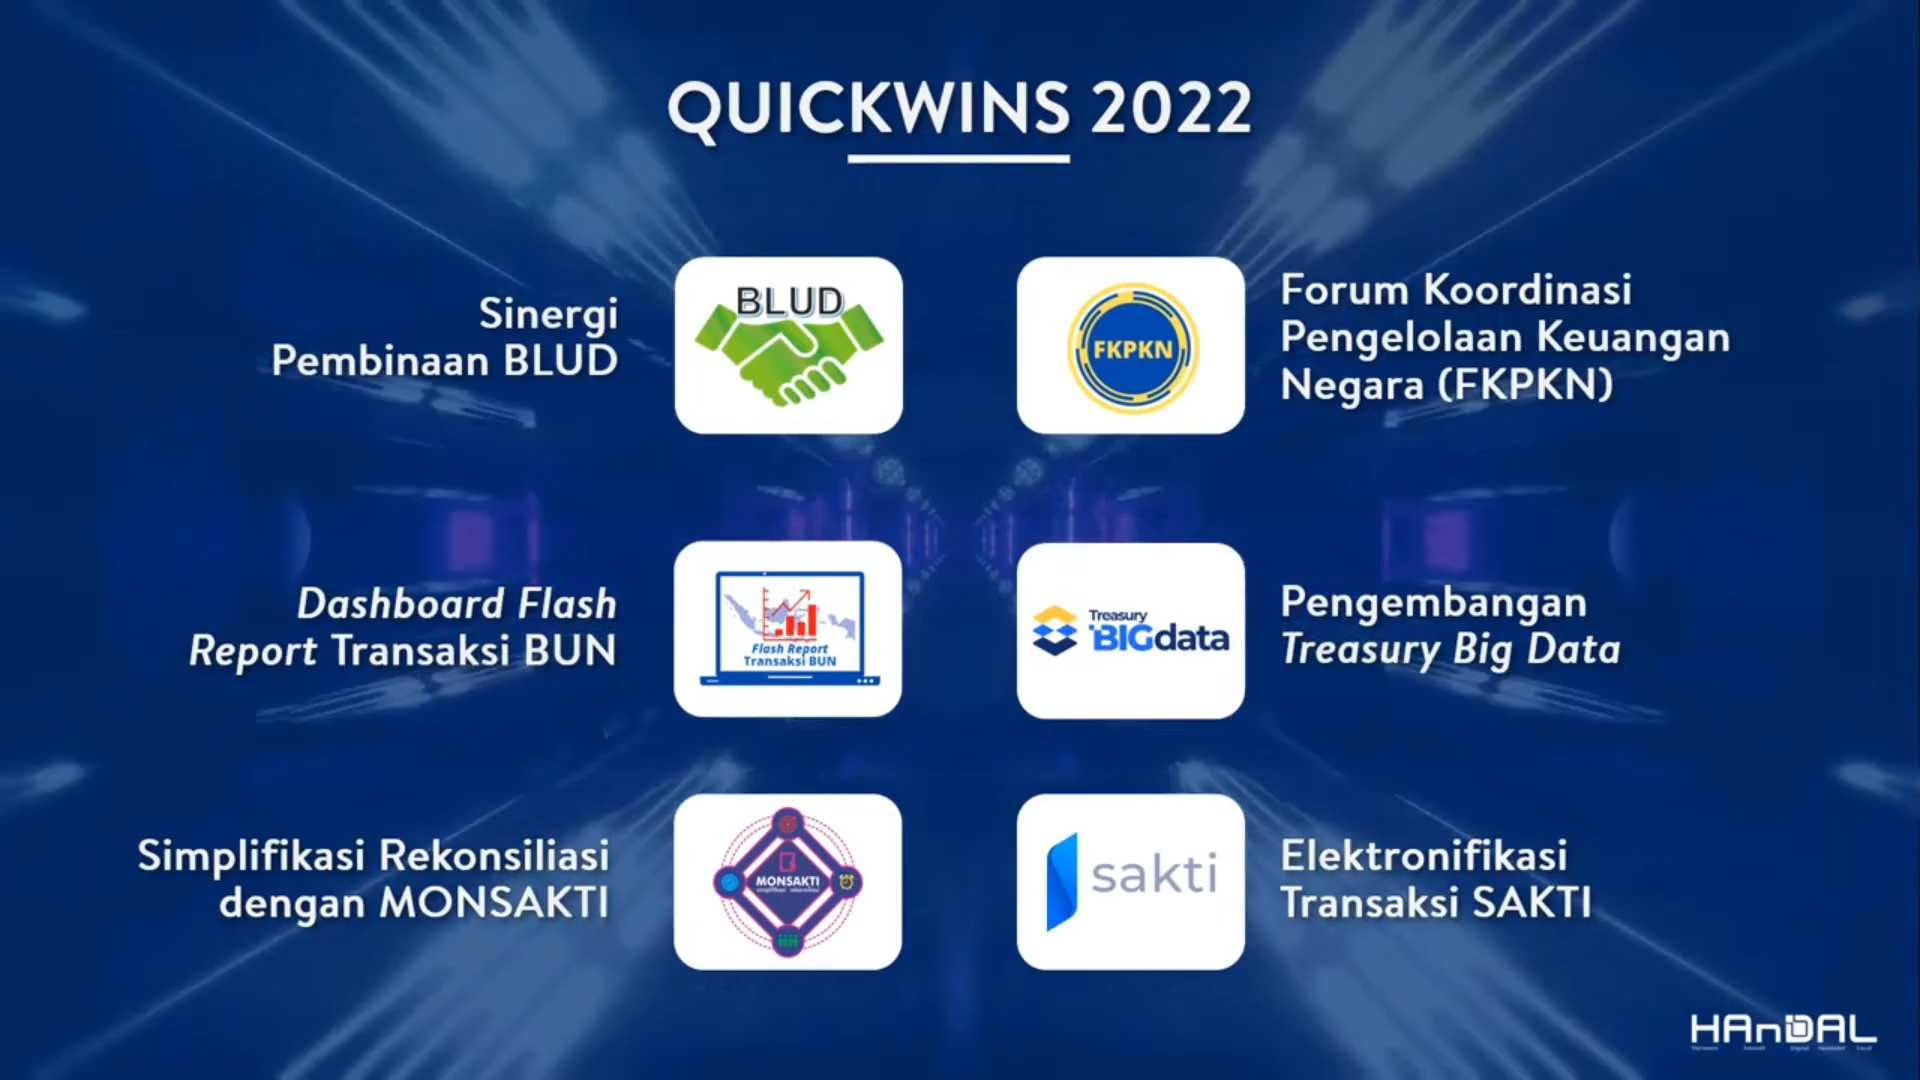 QUICKWINS 2022
Sinergi
Pembinaan BLUD
BLUD
FKPKN
Forum Koordinasi
Pengelolaan Keuangan
Negara (FKPKN)
Dashboard Flash
Report Transaksi BUN
Flash Report
Transaksi BUN
Treasury
BIGdata
Pengembangan
Treasury Big Data
Simplifikasi Rekonsiliasi
dengan MONSAKTI
MONSAKTI
simplifikasi rekonsiliasi
sakti
Elektronifikasi
Transaksi SAKTI
HAnDAL